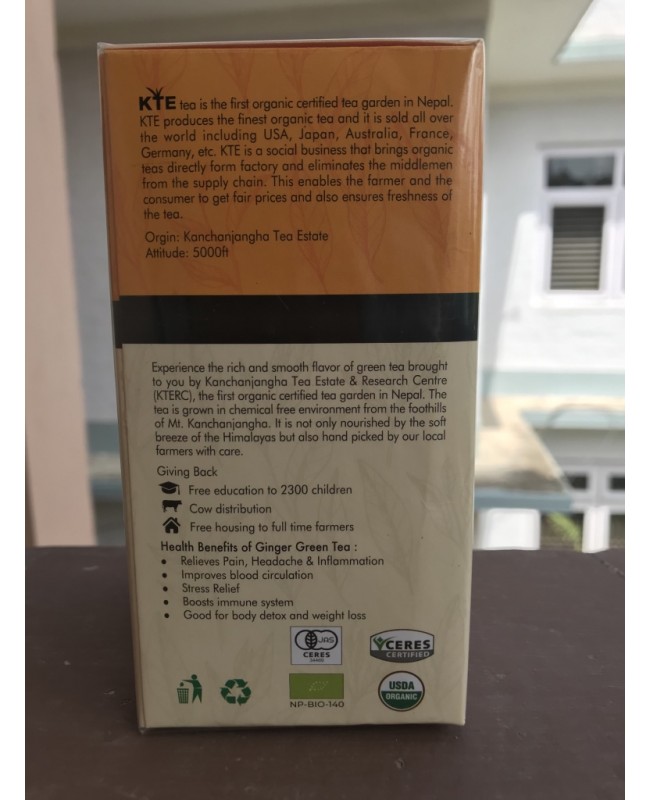 KTE tea is the first organic certified tea garden in Nepal.
KTE produces the finest organic tea and it is sold all over
the world including USA, Japan, Australia, France,
Germany, etc. KTE is a social business that brings organic
teas directly form factory and eliminates the middlemen
from the supply chain. This enables the farmer and the
consumer to get fair prices and also ensures freshness of
the tea.
Orgin: Kanchanjangha Tea Estate
Attitude: 5000ft
Experience the rich and smooth flavor of green tea brought
to you by Kanchanjangha Tea Estate & Research Centre
(KTERC), the first organic certified tea garden in Nepal. The
tea is grown in chemical free environment from the foothills
of Mt. Kanchanjangha. It is not only nourished by the soft
breeze of the Himalayas but also hand picked by our local
farmers with care.
Giving Back
Free education to 2300 children
Cow distribution
Free housing to full time farmers
Health Benefits of Ginger Green Tea :
• Relieves Pain, Headache & Inflammation
• Improves blood circulation
• Stress Relief
• Boosts immune system
• Good for body detox and weight loss
JAS
CERES
CERES
CERTIFIED
NP-BIO-140
USDA
ORGANIC